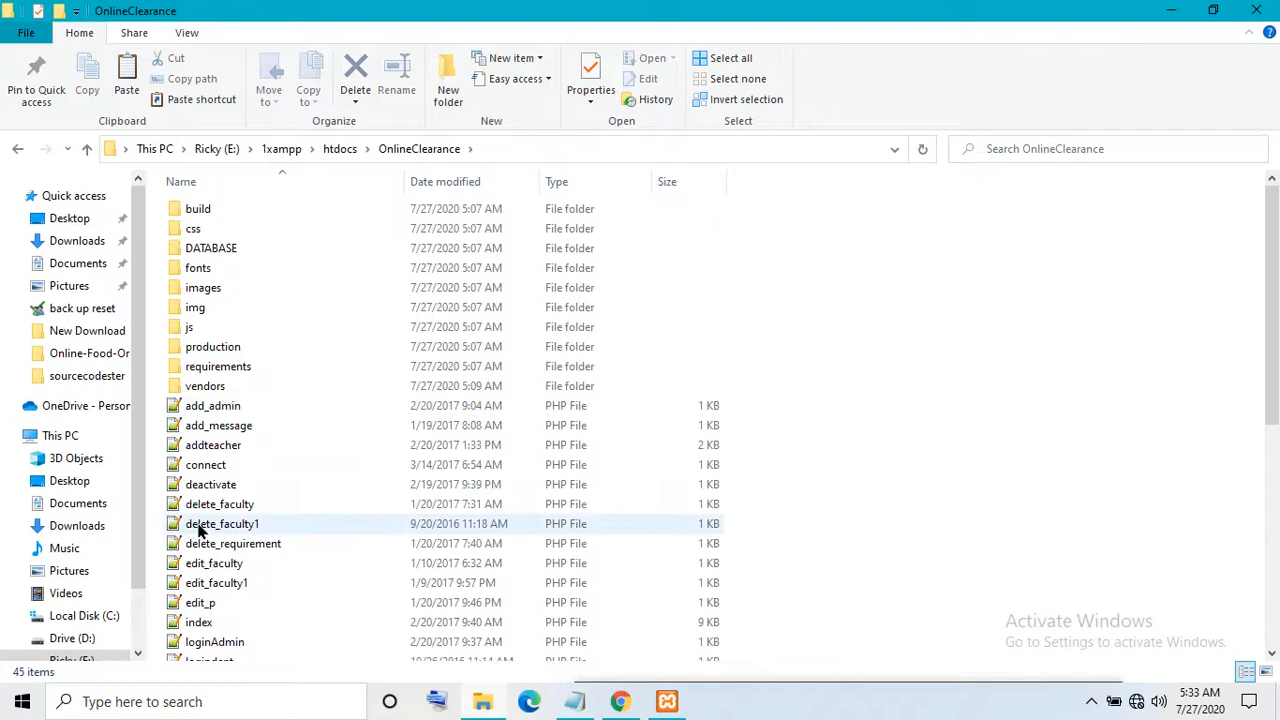 OnlineClearance
File Home Share View
Pin to Quick access
Copy
Paste
Cut
Copy path
Paste shortcut
Clipboard
Move to
Copy to
Delete
Rename
Organize
New folder
New item
Easy access
New
Properties
Open
Edit
History
Open
Select all
Select none
Invert selection
Select
This PC Ricky (E:) 1xampp htdocs OnlineClearance
Search OnlineClearance
Quick access
Desktop
Downloads
Documents
Pictures
back up reset
New Download
Online-Food-Or
sourcecodester
OneDrive - Person
This PC
3D Objects
Desktop
Documents
Downloads
Music
Pictures
Videos
Local Disk (C:)
Drive (D:)
Ricky (E:)
Name Date modified Type Size
build 7/27/2020 5:07 AM File folder
css 7/27/2020 5:07 AM File folder
DATABASE 7/27/2020 5:07 AM File folder
fonts 7/27/2020 5:07 AM File folder
images 7/27/2020 5:07 AM File folder
img 7/27/2020 5:07 AM File folder
js 7/27/2020 5:07 AM File folder
production 7/27/2020 5:07 AM File folder
requirements 7/27/2020 5:07 AM File folder
vendors 7/27/2020 5:09 AM File folder
add_admin 2/20/2017 9:04 AM PHP File 1 KB
add_message 1/19/2017 8:08 AM PHP File 1 KB
addteacher 2/20/2017 1:33 PM PHP File 2 KB
connect 3/14/2017 6:54 AM PHP File 1 KB
deactivate 2/19/2017 9:39 PM PHP File 1 KB
delete_faculty 1/20/2017 7:31 AM PHP File 1 KB
delete_faculty1 9/20/2016 11:18 AM PHP File 1 KB
delete_requirement 1/20/2017 7:40 AM PHP File 1 KB
edit_faculty 1/10/2017 6:32 AM PHP File 1 KB
edit_faculty1 1/9/2017 9:57 PM PHP File 1 KB
edit_p 1/20/2017 9:46 PM PHP File 1 KB
index 2/20/2017 9:40 AM PHP File 9 KB
loginAdmin 2/20/2017 9:37 AM PHP File 1 KB
Activate Windows
Go to Settings to activate Windows.
45 items
Type here to search
5:33 AM
7/27/2020